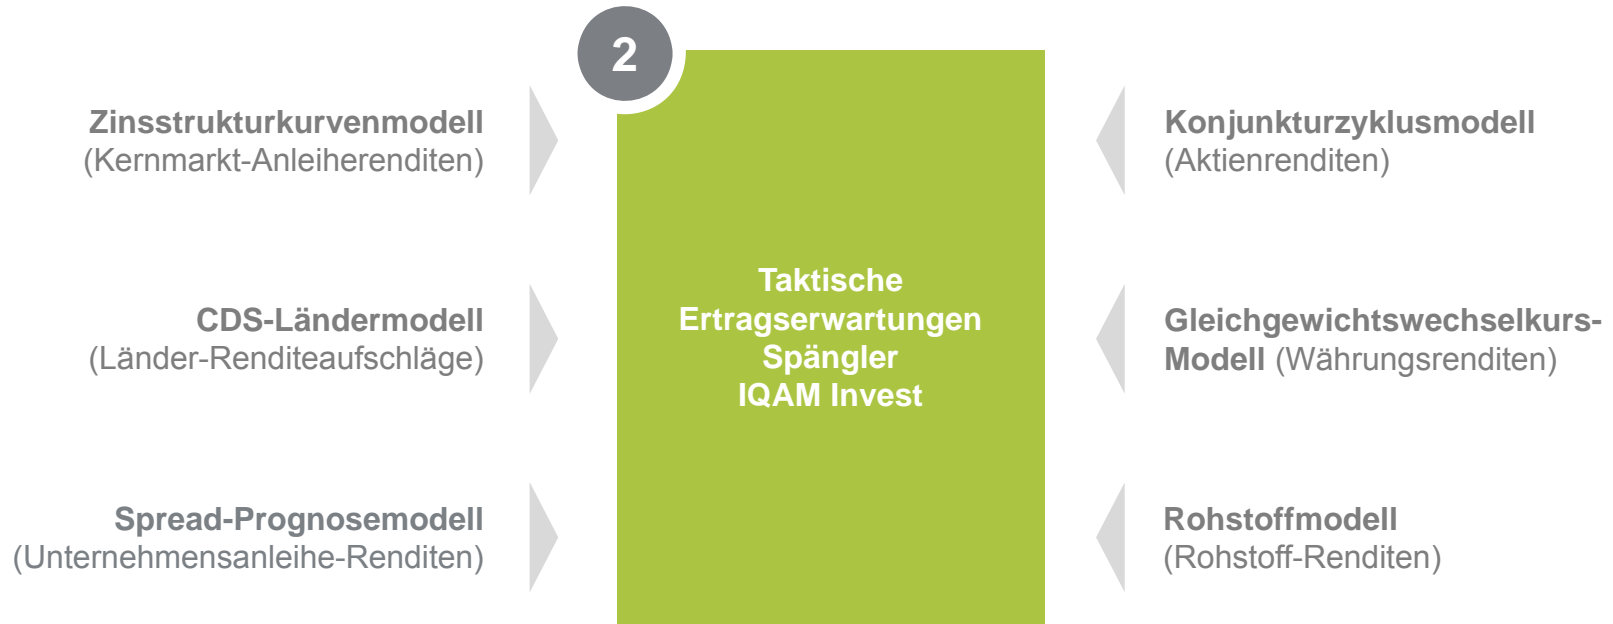 2
Zinsstrukturkurvenmodell
(Kernmarkt-Anleiherenditen)
CDS-Ländermodell
(Länder-Renditeaufschläge)
Spread-Prognosemodell
(Unternehmensanleihe-Renditen)
Taktische
Ertragserwartungen
Spängler
IQAM Invest
Konjunkturzyklusmodell
(Aktienrenditen)
Gleichgewichtswechselkurs-
Modell (Währungsrenditen)
Rohstoffmodell
(Rohstoff-Renditen)